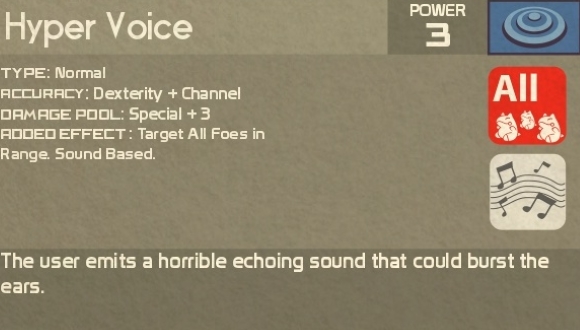 Hyper Voice
POWER
3
TYPE: Normal
ACCURACY: Dexterity + Channel
DAMAGE POOL: Special + 3
ADDED EFFECT: Target All Foes in
Range. Sound Based.
All
The user emits a horrible echoing sound that could burst the
ears.